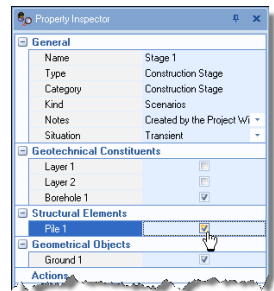 Property Inspector
General
Name Stage 1
Type Construction Stage
Category Construction Stage
Kind Scenarios
Notes Created by the Project Wi
Situation Transient
Geotechnical Constituents
Layer 1
Layer 2
Borehole 1
Structural Elements
Pile 1
Geometrical Objects
Ground 1
Actions